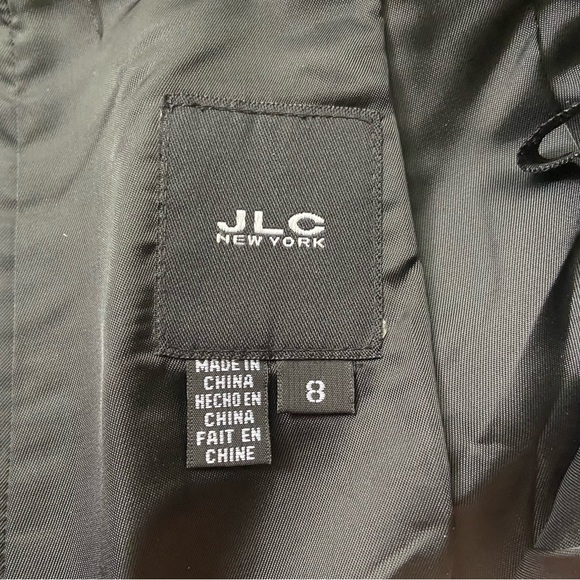 JLC
NEW YORK
MADE IN
CHINA
HECHO EN
CHINA
FAIT EN
CHINE
8